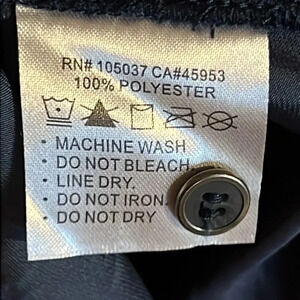 RN# 105037 CA#45953
100% POLYESTER
• MACHINE WASH
• DO NOT BLEACH.
• LINE DRY.
• DO NOT IRON.
• DO NOT DRY